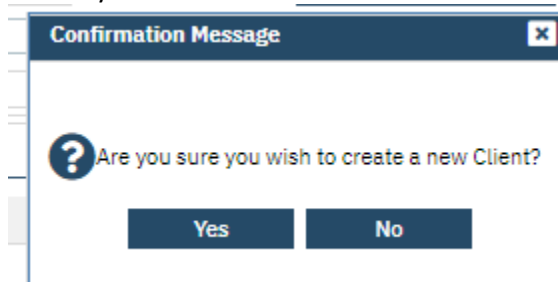 Confirmation Message
Are you sure you wish to create a new Client?
Yes No